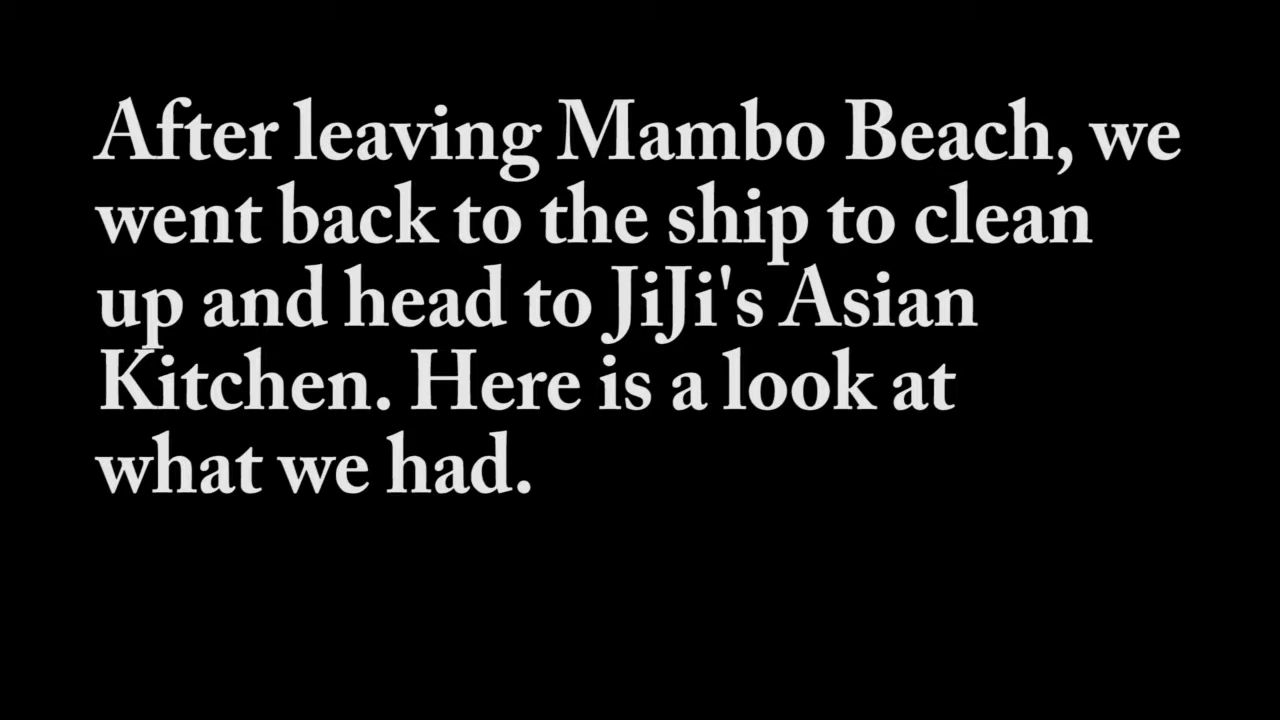 After leaving Mambo Beach, we
went back to the ship to clean
up and head to JiJi's Asian
Kitchen. Here is a look at
what we had.